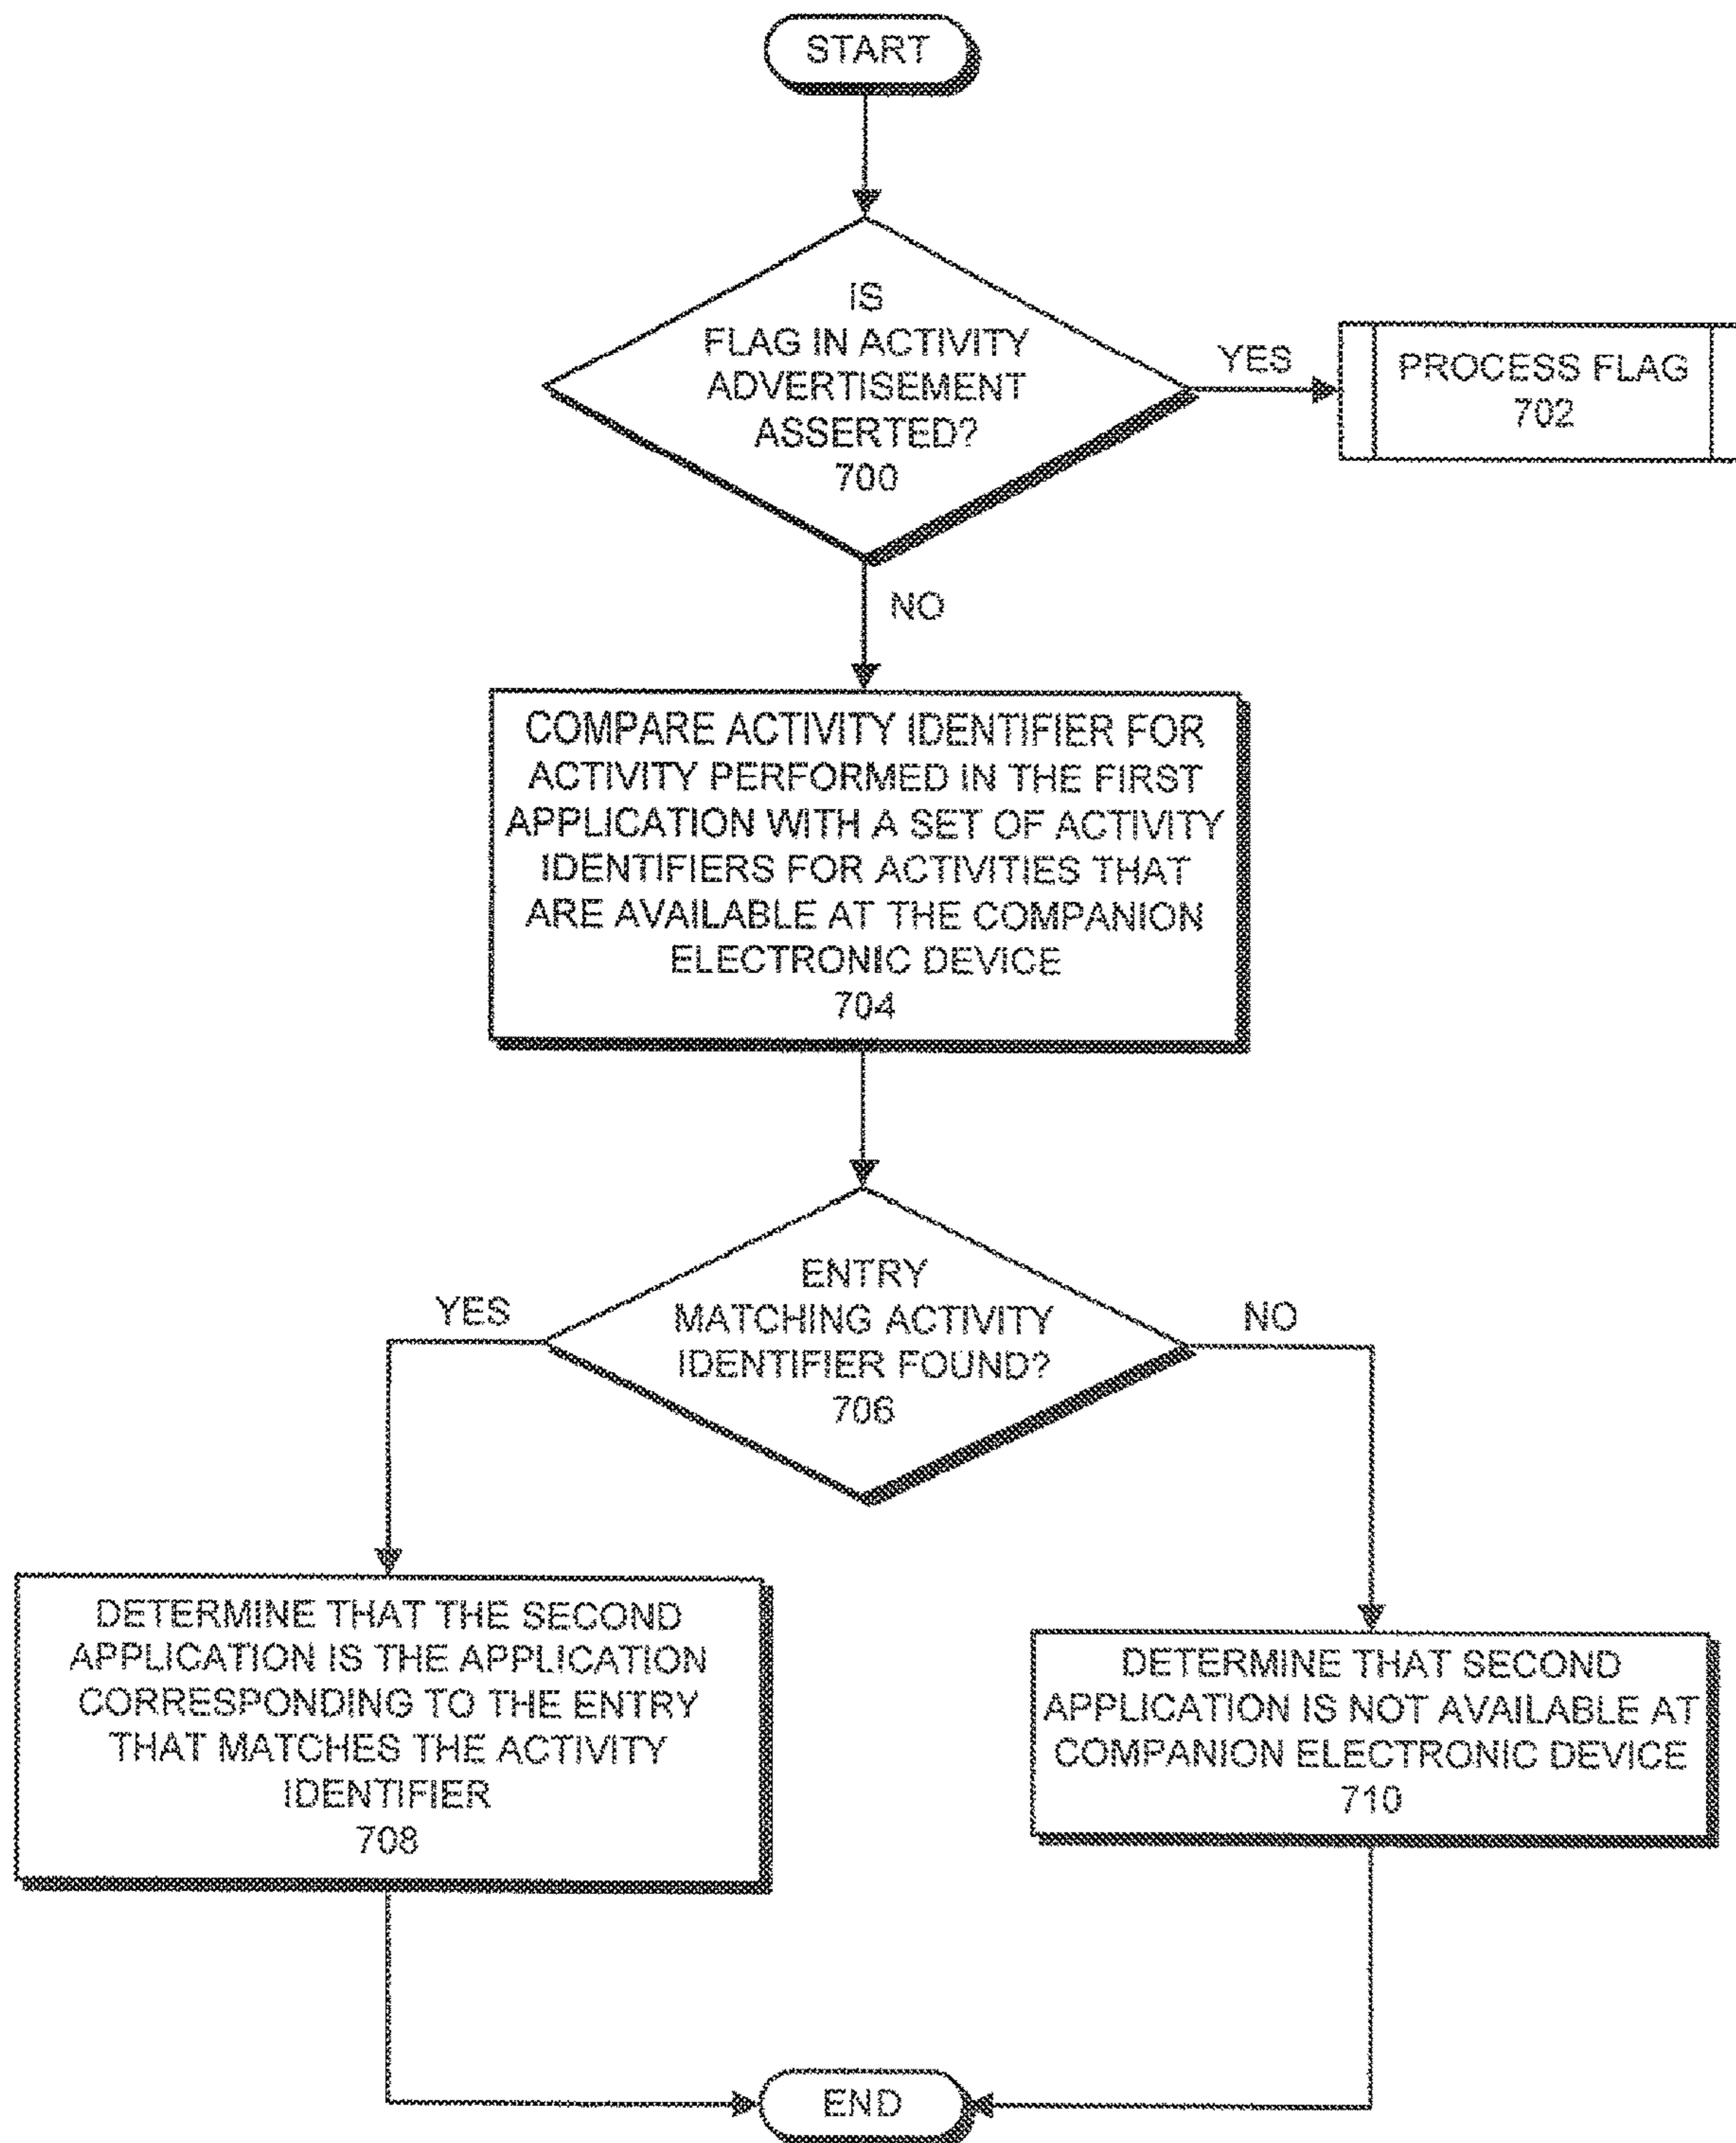 START
IS
FLAG IN ACTIVITY
ADVERTISEMENT
ASSERTED?
700
YES
PROCESS FLAG
702
NO
COMPARE ACTIVITY IDENTIFIER FOR
ACTIVITY PERFORMED IN THE FIRST
APPLICATION WITH A SET OF ACTIVITY
IDENTIFIERS FOR ACTIVITIES THAT
ARE AVAILABLE AT THE COMPANION
ELECTRONIC DEVICE
704
ENTRY
MATCHING ACTIVITY
IDENTIFIER FOUND?
706
YES
NO
DETERMINE THAT THE SECOND
APPLICATION IS THE APPLICATION
CORRESPONDING TO THE ENTRY
THAT MATCHES THE ACTIVITY
IDENTIFIER
708
DETERMINE THAT SECOND
APPLICATION IS NOT AVAILABLE AT
COMPANION ELECTRONIC DEVICE
710
END